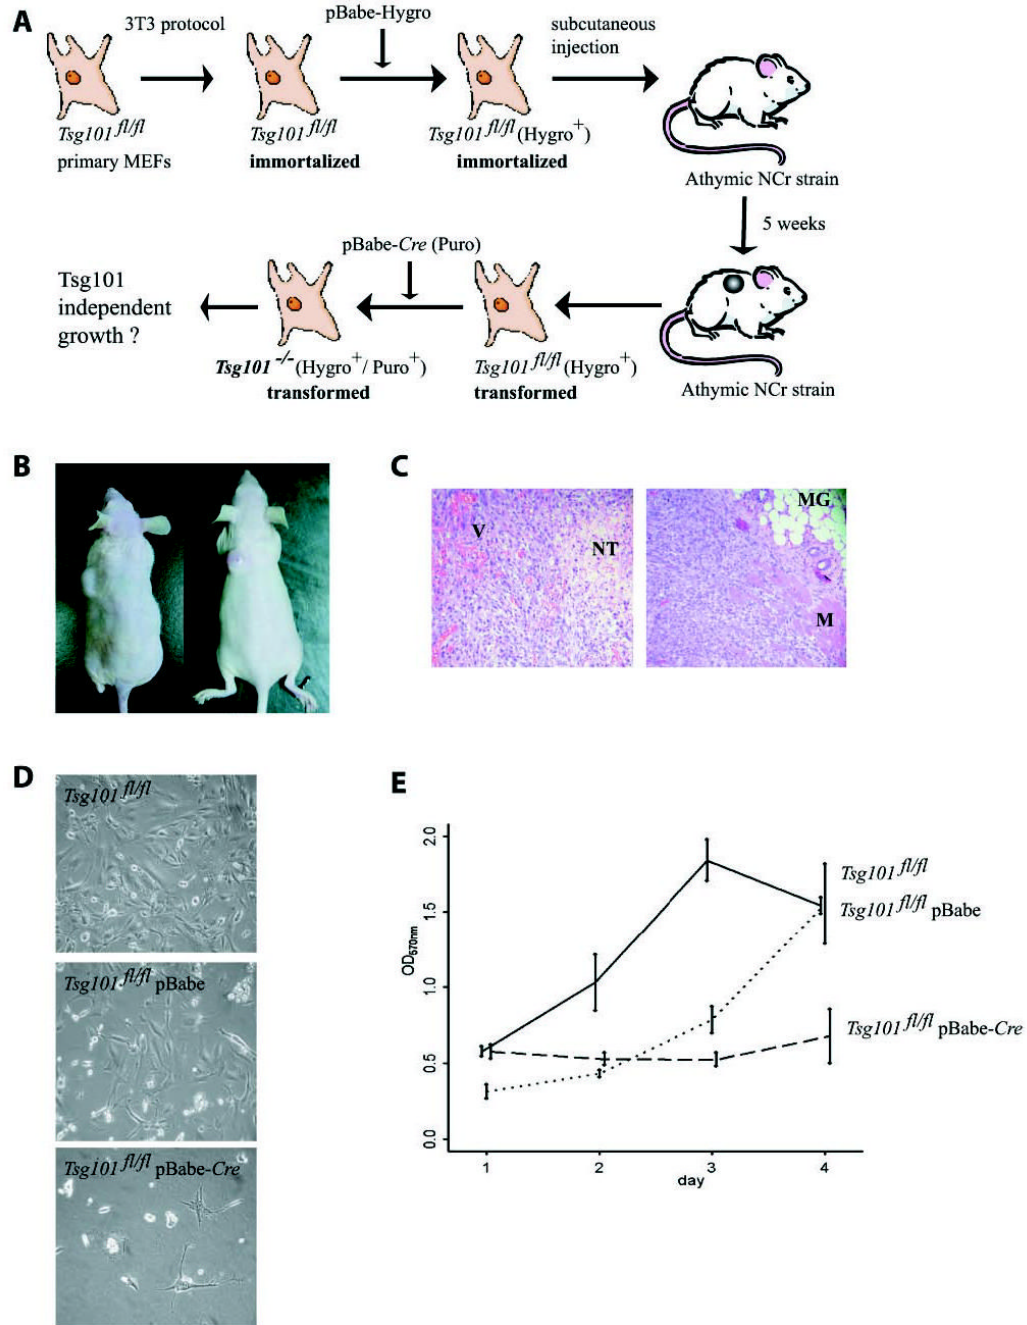 A
3T3 protocol
pBabe-Hygro
subcutaneous
injection
Tsg101 fl/fl
primary MEFs
Tsg101 fl/fl
immortalized
Tsg101 fl/fl (Hygro+)
immortalized
Athymic NCr strain
5 weeks
Tsg101
independent
growth ?
pBabe-Cre (Puro)
Tsg101 -/- (Hygro+/ Puro+)
transformed
Tsg101 fl/fl (Hygro+)
transformed
Athymic NCr strain
B
C
V
NT
MG
M
D
Tsg101 fl/fl
Tsg101 fl/fl pBabe
Tsg101 fl/fl pBabe-Cre
E
2.0
1.5
1.0
0.5
0.0
OD570nm
1
2
3
4
day
Tsg101 fl/fl
Tsg101 fl/fl pBabe
Tsg101 fl/fl pBabe-Cre